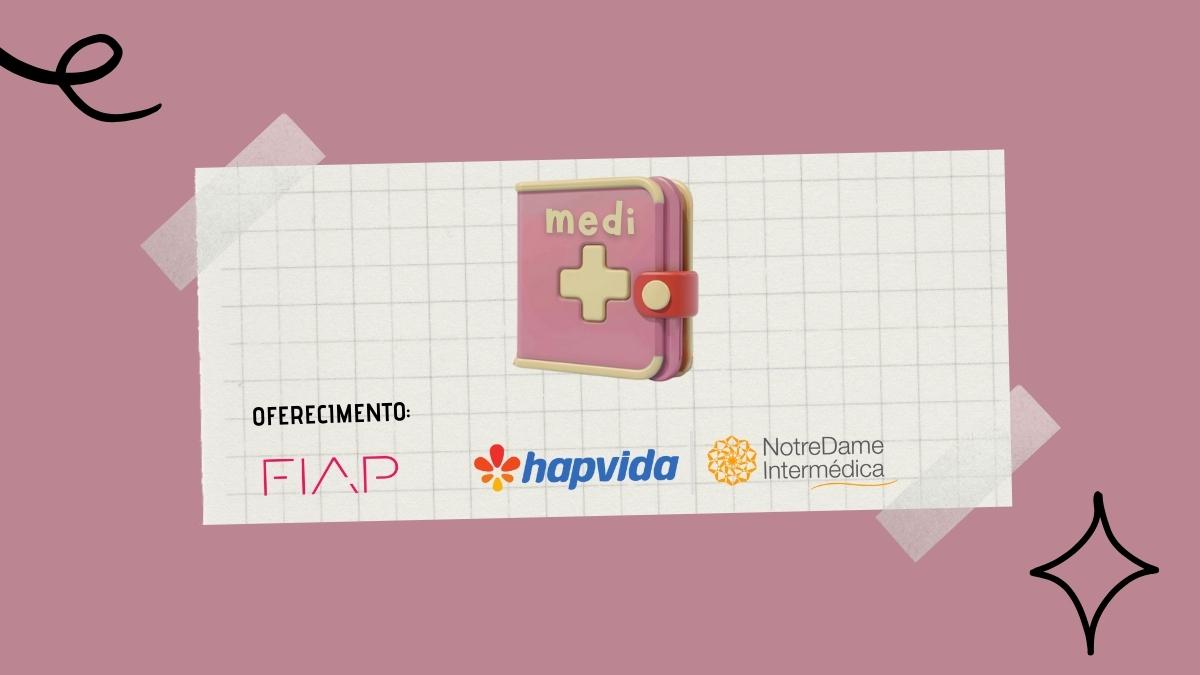 medi
OFERECIMENTO:
FIAP
hapvida
NotreDame
Intermédica